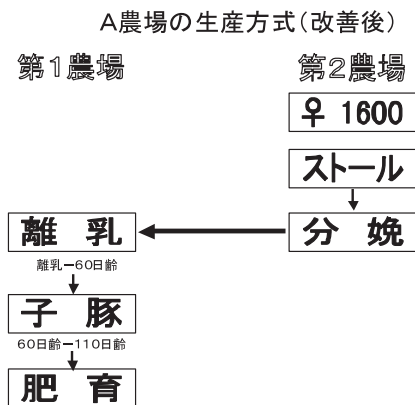 A農場の生産方式(改善後)
第1農場
第2農場
♀ 1600
ストール
分 娩
離 乳
離乳ー60日齢
子 豚
60日齢ー110日齢
肥 育